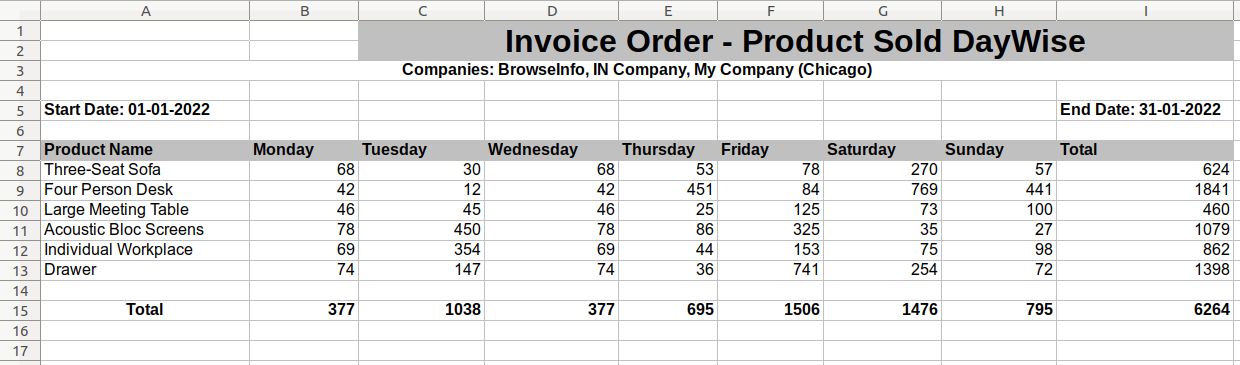 A B C D E F G H I
1
2 Invoice Order - Product Sold DayWise
3 Companies: BrowseInfo, IN Company, My Company (Chicago)
4
5 Start Date: 01-01-2022 End Date: 31-01-2022
6
7 Product Name Monday Tuesday Wednesday Thursday Friday Saturday Sunday Total
8 Three-Seat Sofa 68 30 68 53 78 270 57 624
9 Four Person Desk 42 12 42 451 84 769 441 1841
10 Large Meeting Table 46 45 46 25 125 73 100 460
11 Acoustic Bloc Screens 78 450 78 86 325 35 27 1079
12 Individual Workplace 69 354 69 44 153 75 98 862
13 Drawer 74 147 74 36 741 254 72 1398
14
15 Total 377 1038 377 695 1506 1476 795 6264
16
17